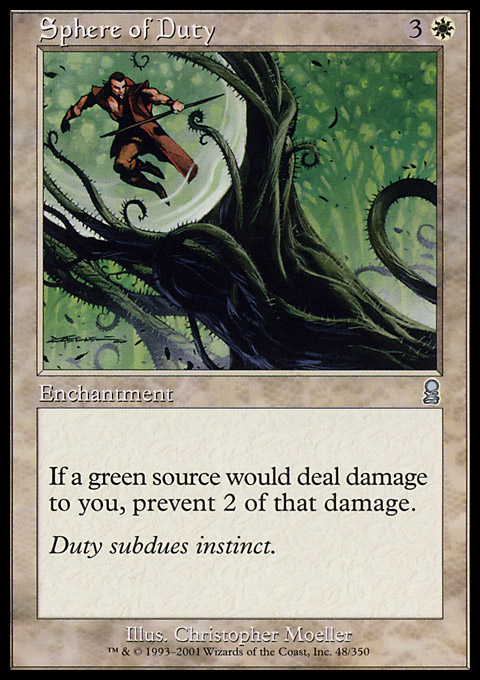 Sphere of Duty 3
Enchantment
If a green source would deal damage
to you, prevent 2 of that damage.
Duty subdues instinct.
Illus. Christopher Moeller
™ & © 1993–2001 Wizards of the Coast, Inc. 48/350